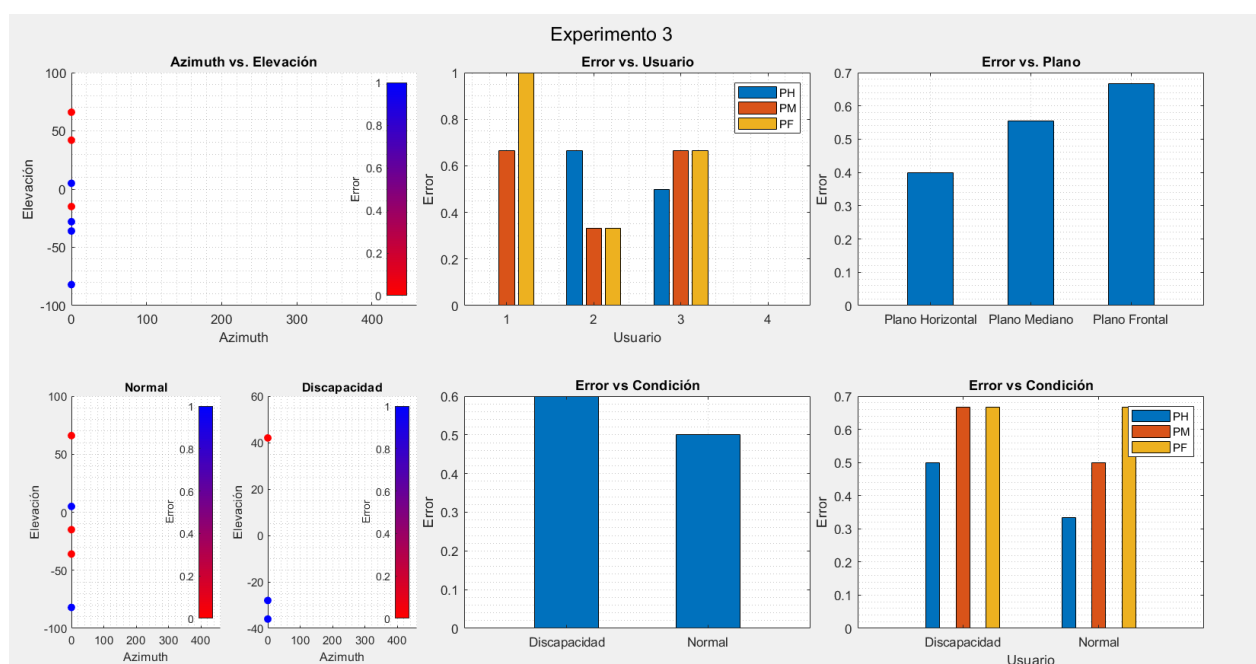 Experimento 3
Azimuth vs. Elevación
100
50
0
-50
-100
Elevación
0 100 200 300 400
Azimuth
1
0.8
0.6
0.4
0.2
0
Error
Error vs. Usuario
1
0.8
0.6
0.4
0.2
0
Error
PH
PM
PF
1 2 3 4
Usuario
Error vs. Plano
0.7
0.6
0.5
0.4
0.3
0.2
0.1
0
Error
Plano Horizontal Plano Mediano Plano Frontal
Normal
100
50
0
-50
-100
Elevación
0 100 200 300 400
Azimuth
1
0.8
0.6
0.4
0.2
0
Error
Discapacidad
60
40
20
0
-20
-40
Elevación
0 100 200 300 400
Azimuth
1
0.8
0.6
0.4
0.2
0
Error
Error vs Condición
0.6
0.5
0.4
0.3
0.2
0.1
0
Error
Discapacidad Normal
Error vs Condición
0.7
0.6
0.5
0.4
0.3
0.2
0.1
0
Error
PH
PM
PF
Discapacidad Normal
Usuario